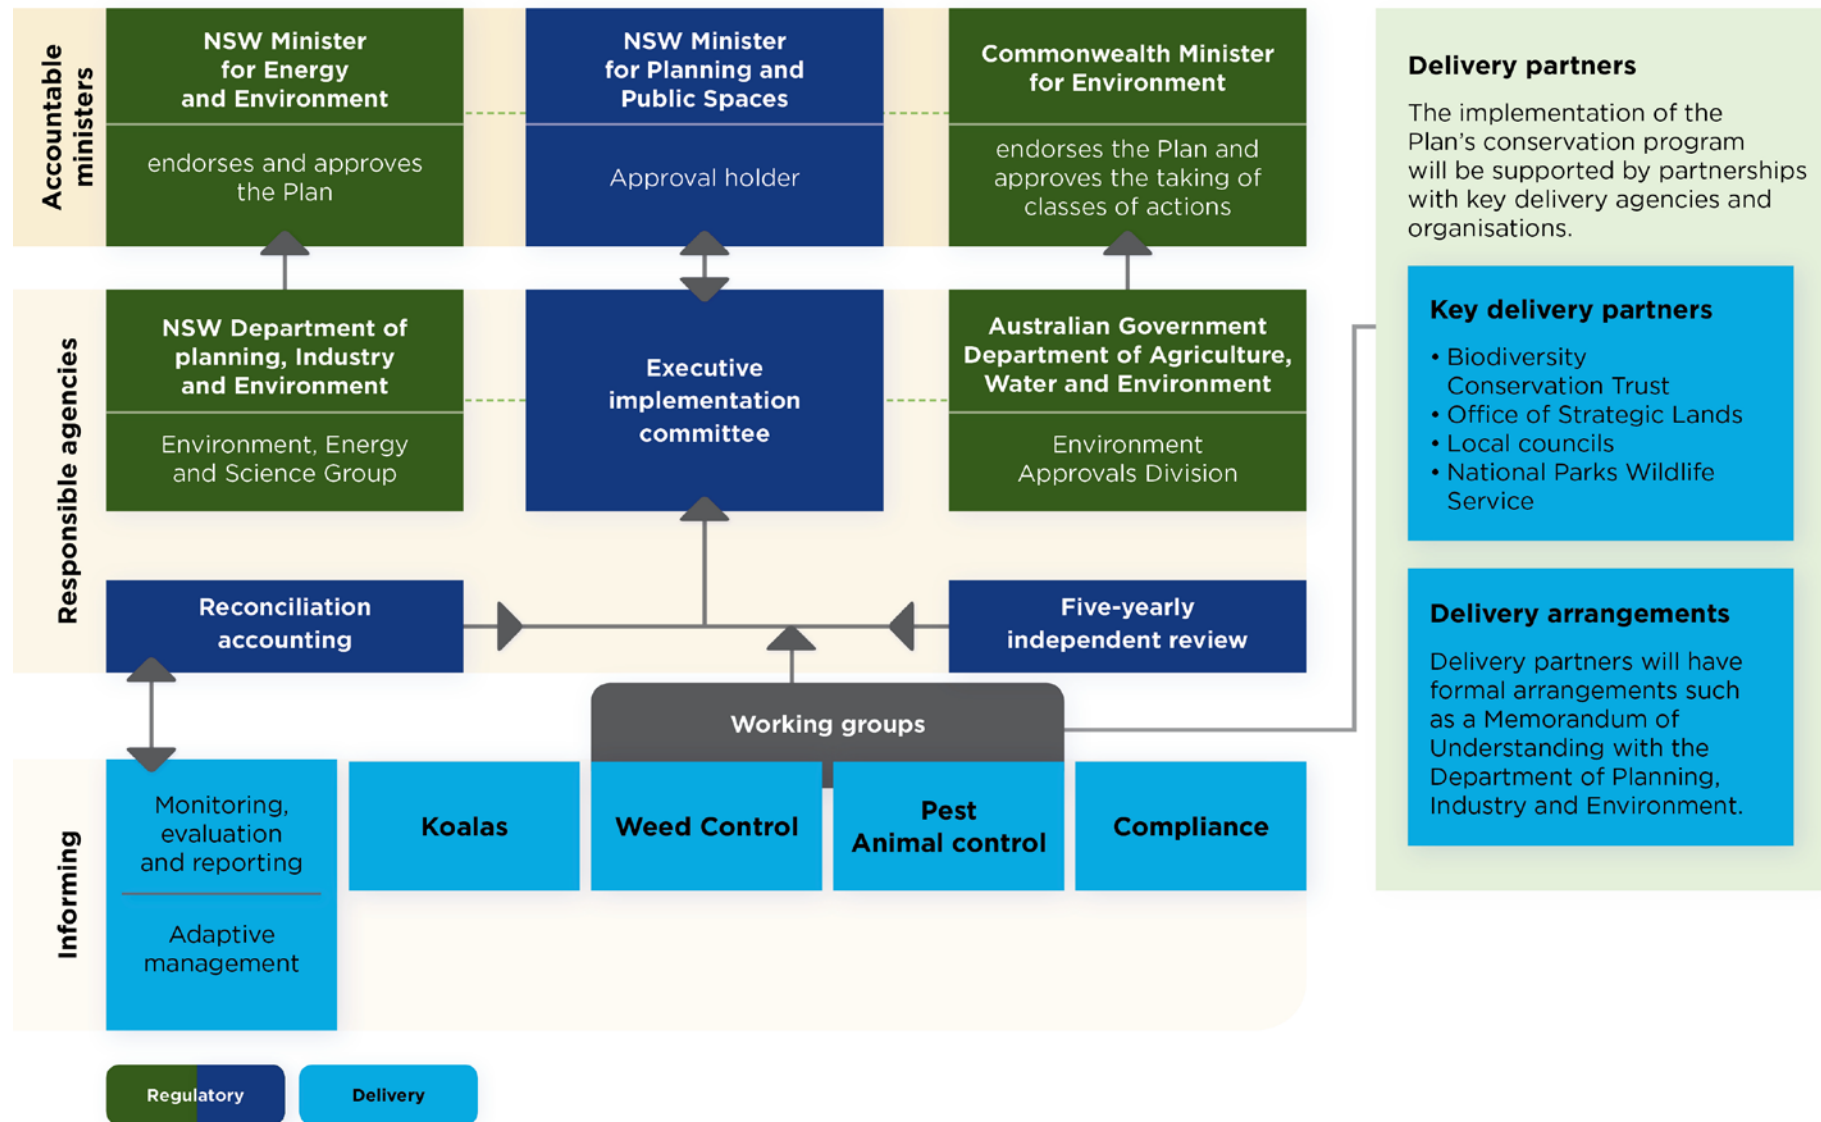 Accountable
ministers
NSW Minister
for Energy
and Environment
endorses and approves
the Plan
NSW Minister
for Planning and
Public Spaces
Approval holder
Commonwealth Minister
for Environment
endorses the Plan and
approves the taking of
classes of actions
Responsible agencies
NSW Department of
planning, Industry
and Environment
Environment, Energy
and Science Group
Executive
implementation
committee
Australian Government
Department of Agriculture,
Water and Environment
Environment
Approvals Division
Reconciliation
accounting
Five-yearly
independent review
Working groups
Informing
Monitoring,
evaluation
and reporting
Adaptive
management
Koalas
Weed Control
Pest
Animal control
Compliance
Regulatory
Delivery
Delivery partners
The implementation of the
Plan's conservation program
will be supported by partnerships
with key delivery agencies and
organisations.
Key delivery partners
• Biodiversity
Conservation Trust
• Office of Strategic Lands
• Local councils
• National Parks Wildlife
Service
Delivery arrangements
Delivery partners will have
formal arrangements such
as a Memorandum of
Understanding with the
Department of Planning,
Industry and Environment.